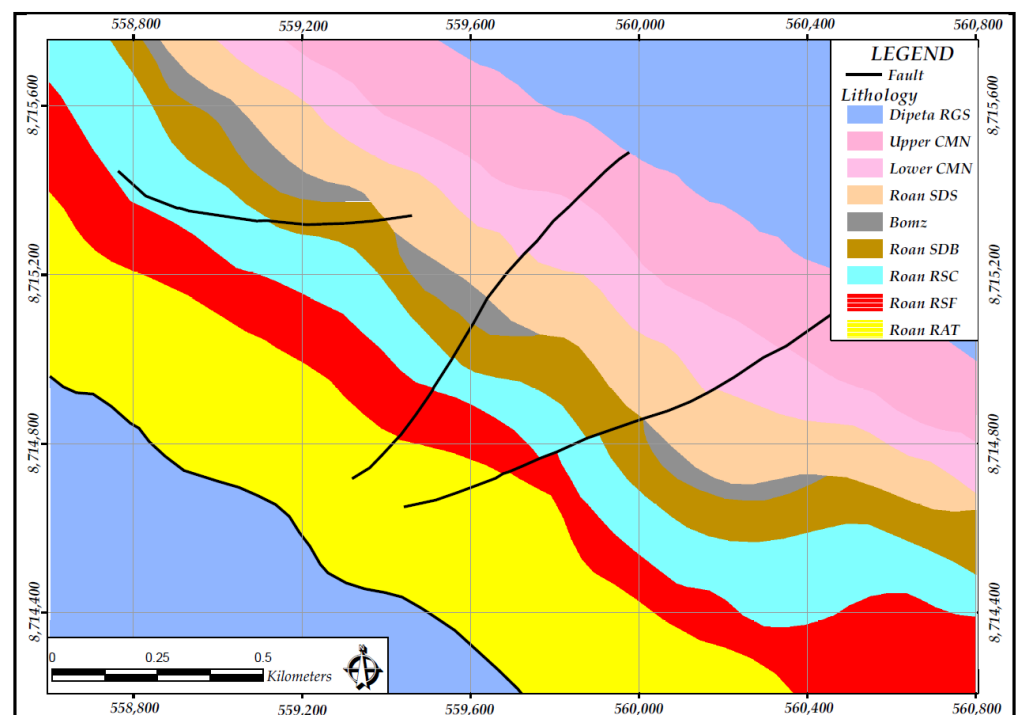 558,800 559,200 559,600 560,000 560,400 560,800
8,715,600
8,715,200
8,714,800
8,714,400
LEGEND
Fault
Lithology
Dipeta RGS
Upper CMN
Lower CMN
Roan SDS
Bomz
Roan SDB
Roan RSC
Roan RSF
Roan RAT
8,715,600
8,715,200
8,714,800
8,714,400
0 0.25 0.5
Kilometers
558,800 559,200 559,600 560,000 560,400 560,800